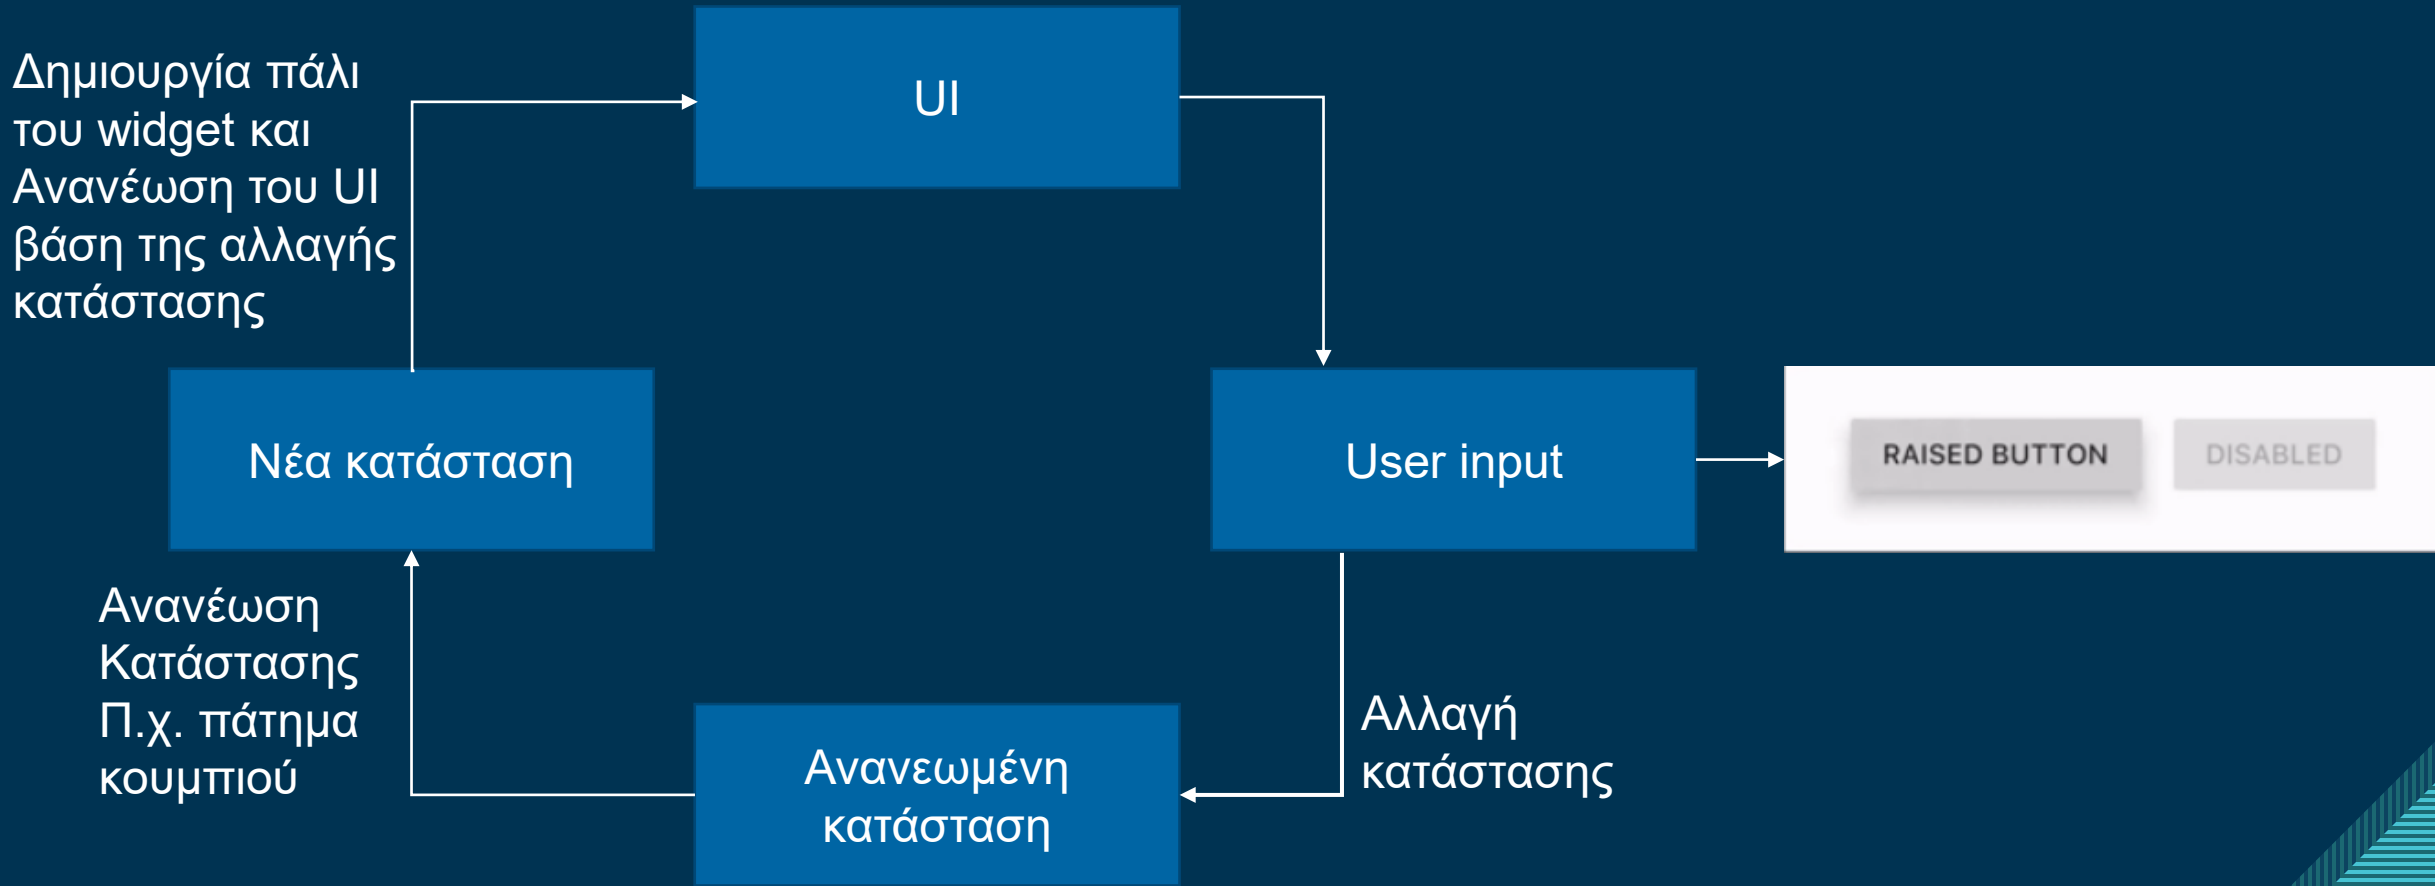 Δημιουργία πάλι
του widget και
Ανανέωση του UI
βάση της αλλαγής
κατάστασης
UI
Νέα κατάσταση
User input
RAISED BUTTON
DISABLED
Ανανέωση
Κατάστασης
Π.χ. πάτημα
κουμπιού
Ανανεωμένη
κατάσταση
Αλλαγή
κατάστασης